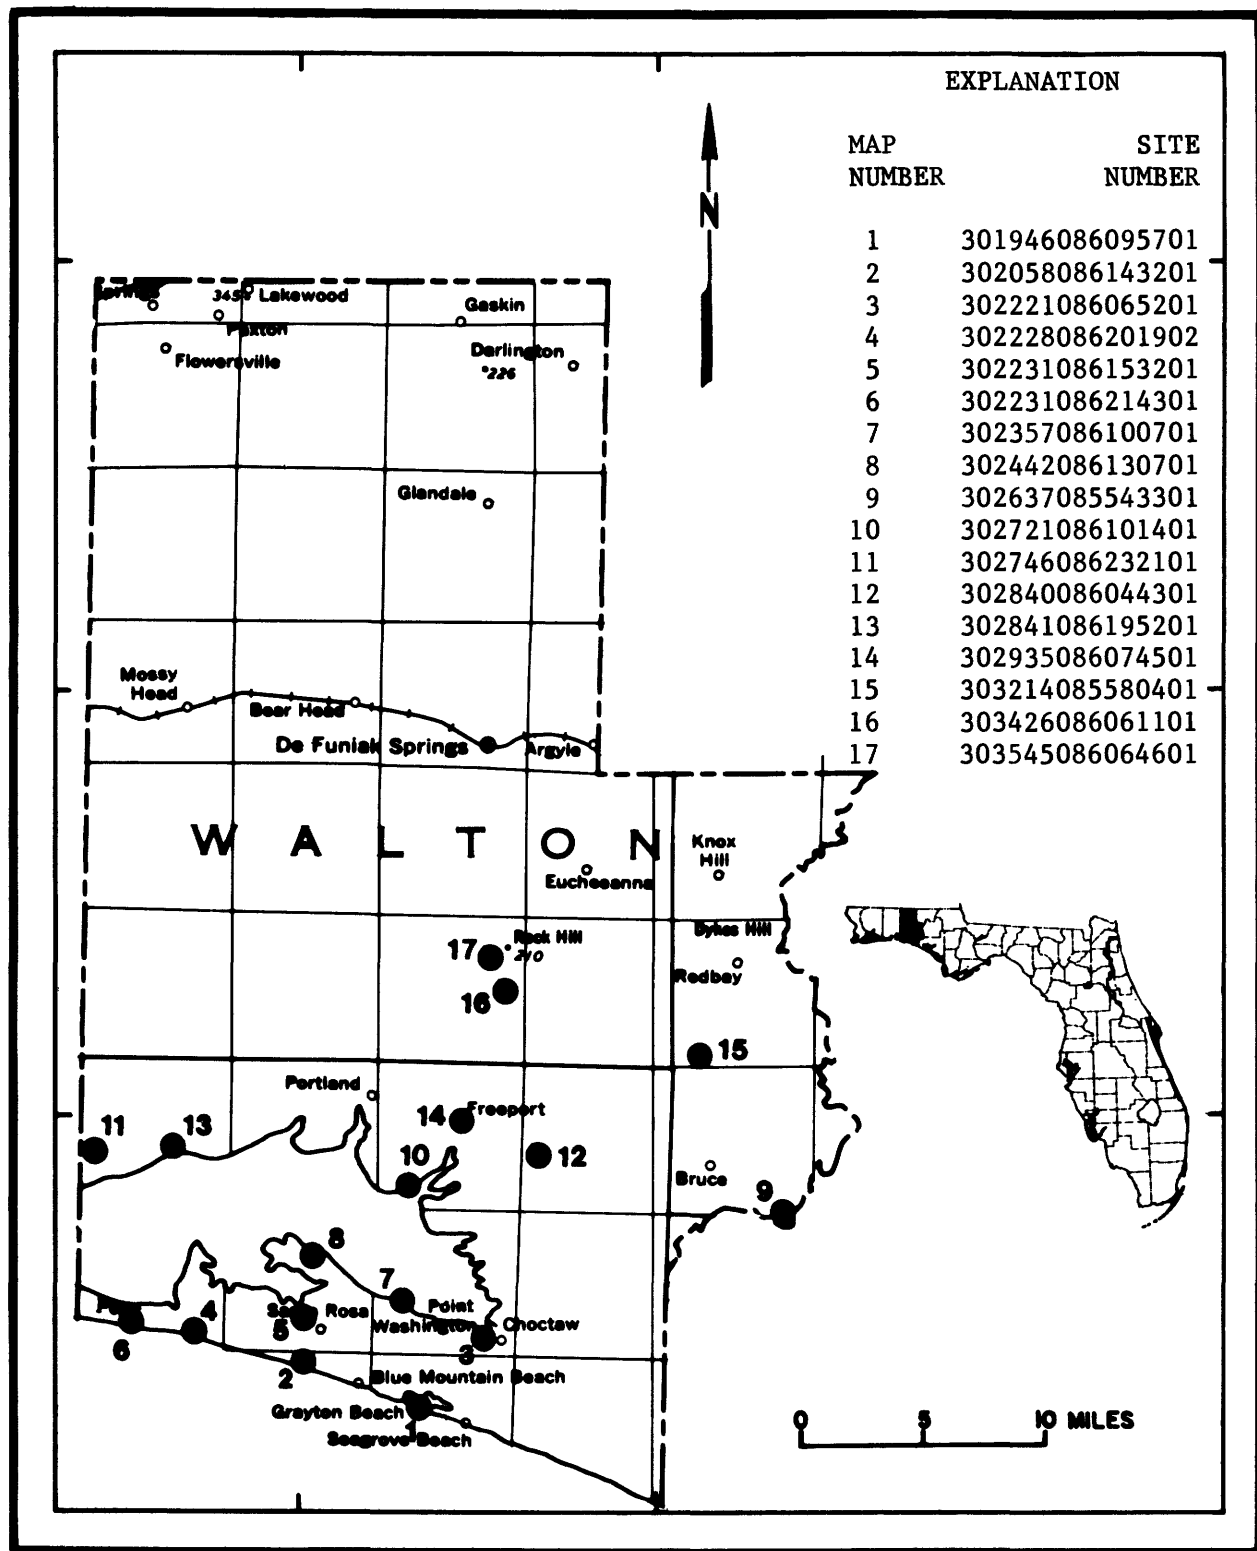 EXPLANATION
MAP SITE
NUMBER NUMBER
1 301946086095701
2 302058086143201
3 302221086065201
4 302228086201902
5 302231086153201
6 302231086214301
7 302357086100701
8 302442086130701
9 302637085543301
10 302721086101401
11 302746086232101
12 302840086044301
13 302841086195201
14 302935086074501
15 303214085580401
16 303426086061101
17 303545086064601
N
Springs
345 Lakewood
Paxton
Flowersville
Gaskin
Darlington
226
Glendale
Mossy
Head
Bear Head
De Funiak Springs
Argyle
WALTON
Knox
Hill
Eucheeanna
Rock Hill
210
17
16
Dykes Hill
Redbay
15
Portland
14 Freeport
11
13
10
12
Bruce
9
8
7
Point
Washington
Choctaw
3
Santa Rosa
5
4
6
2
Blue Mountain Beach
Grayton Beach
1
Seagrove Beach
0 5 10 MILES